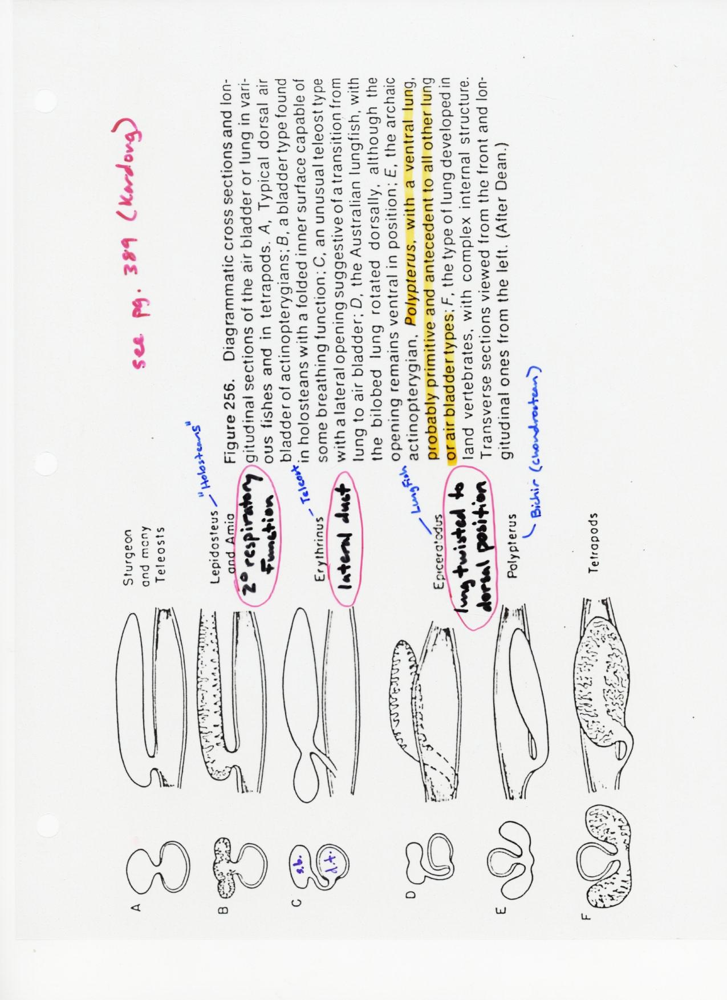 see pg. 389 (Kardong)
Figure 256. Diagrammatic cross sections and lon-
gitudinal sections of the air bladder or lung in vari-
ous fishes and in tetrapods. A, Typical dorsal air
bladder of actinopterygians; B, a bladder type found
in holosteans with a folded inner surface capable of
some breathing function; C, an unusual teleost type
with a lateral opening suggestive of a transition from
lung to air bladder; D, the Australian lungfish, with
the bilobed lung rotated dorsally, although the
opening remains ventral in position; E, the archaic
actinopterygian, Polypterus, with a ventral lung,
probably primitive and antecedent to all other lung
or air bladder types; F, the type of lung developed in
land vertebrates, with complex internal structure.
Transverse sections viewed from the front and lon-
gitudinal ones from the left. (After Dean.)
A
Sturgeon
and many
Teleosts
B
Lepidosteus
and Amia
"Holosteans"
2° respiratory
function
C
s.b.
d.t.
Erythrinus
Teleost
lateral duct
D
Epiceratodus
Lungfish
lung twisted to
dorsal position
E
Polypterus
Bichir (chondrostean)
F
Tetrapods